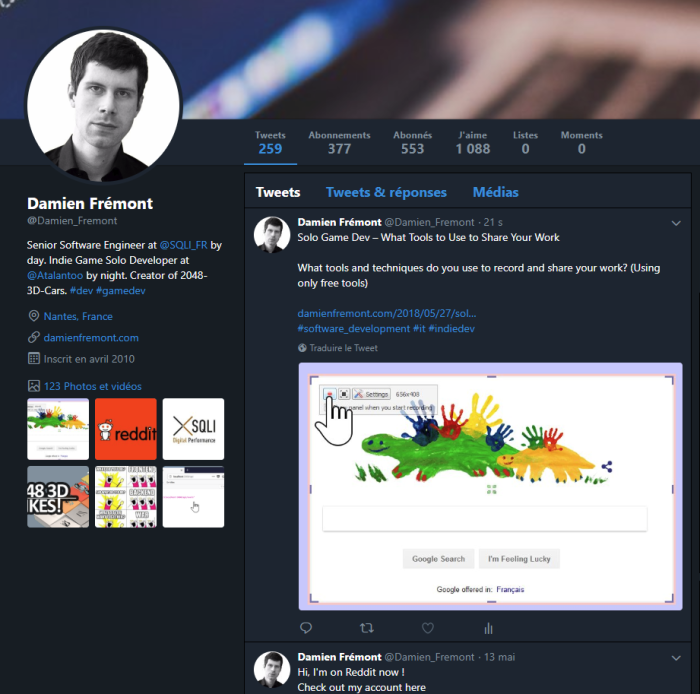 Tweets
259
Abonnements
377
Abonnés
553
J'aime
1 088
Listes
0
Moments
0
Damien Frémont
@Damien_Fremont
Senior Software Engineer at @SQLI_FR by
day. Indie Game Solo Developer at
@Atalantoo by night. Creator of 2048-
3D-Cars. #dev #gamedev
Nantes, France
damienfremont.com
Inscrit en avril 2010
123 Photos et vidéos
reddit
SQLI
Digital Performance
48 3D
BACKEND
WAR
Tweets Tweets & réponses Médias
Damien Frémont @Damien_Fremont · 21 s
Solo Game Dev – What Tools to Use to Share Your Work
What tools and techniques do you use to record and share your work? (Using
only free tools)
damienfremont.com/2018/05/27/sol...
#software_development #it #indiedev
Traduire le Tweet
Settings 636x408
panel when you start recording
Google Search I'm Feeling Lucky
Google offered in: Français
Damien Frémont @Damien_Fremont · 13 mai
Hi, I'm on Reddit now !
Check out my account here